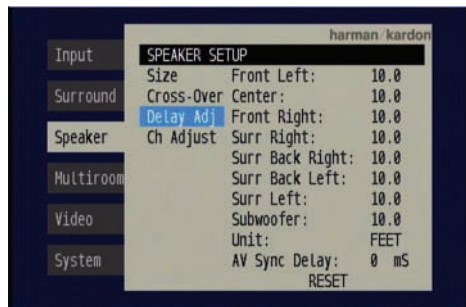 harman/kardon
Input
Surround
Speaker
Multiroom
Video
System
SPEAKER SETUP
Size
Cross-Over
Delay Adj
Ch Adjust
Front Left: 10.0
Center: 10.0
Front Right: 10.0
Surr Right: 10.0
Surr Back Right: 10.0
Surr Back Left: 10.0
Surr Left: 10.0
Subwoofer: 10.0
Unit: FEET
AV Sync Delay: 0 mS
RESET